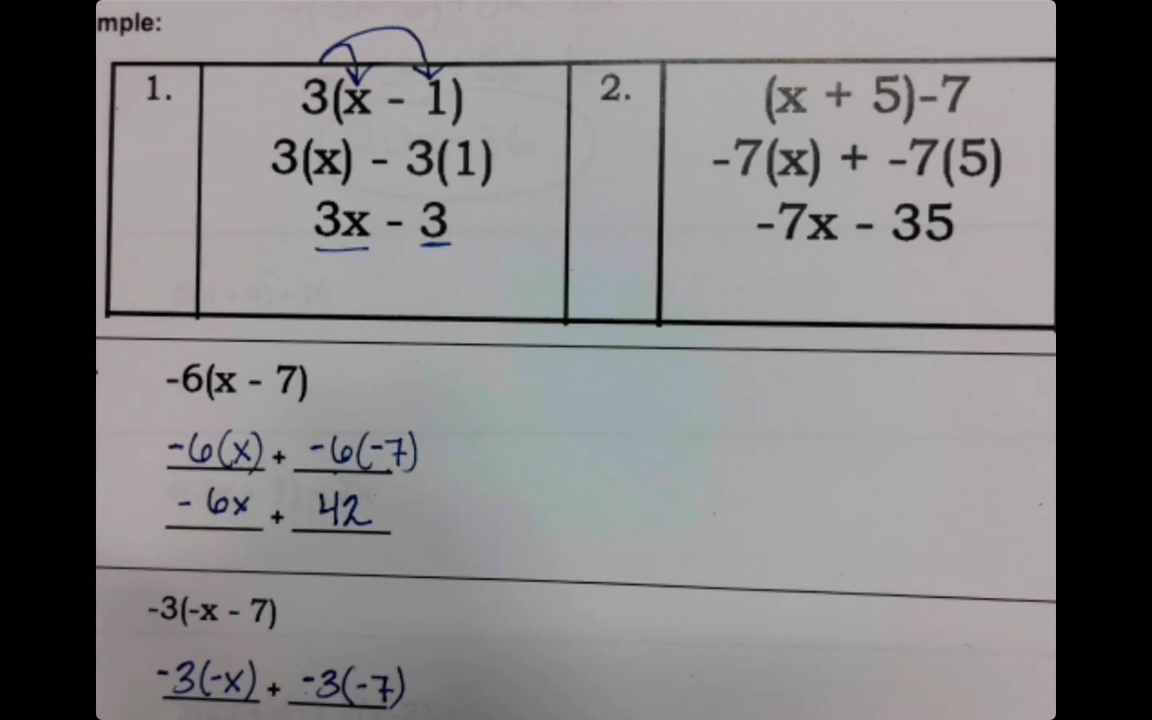 mple:
1.
3(x - 1)
3(x) - 3(1)
3x - 3
2.
(x + 5)-7
-7(x) + -7(5)
-7x - 35
-6(x - 7)
-6(x) + -6(-7)
-6x + 42
-3(-x - 7)
-3(-x) + -3(-7)